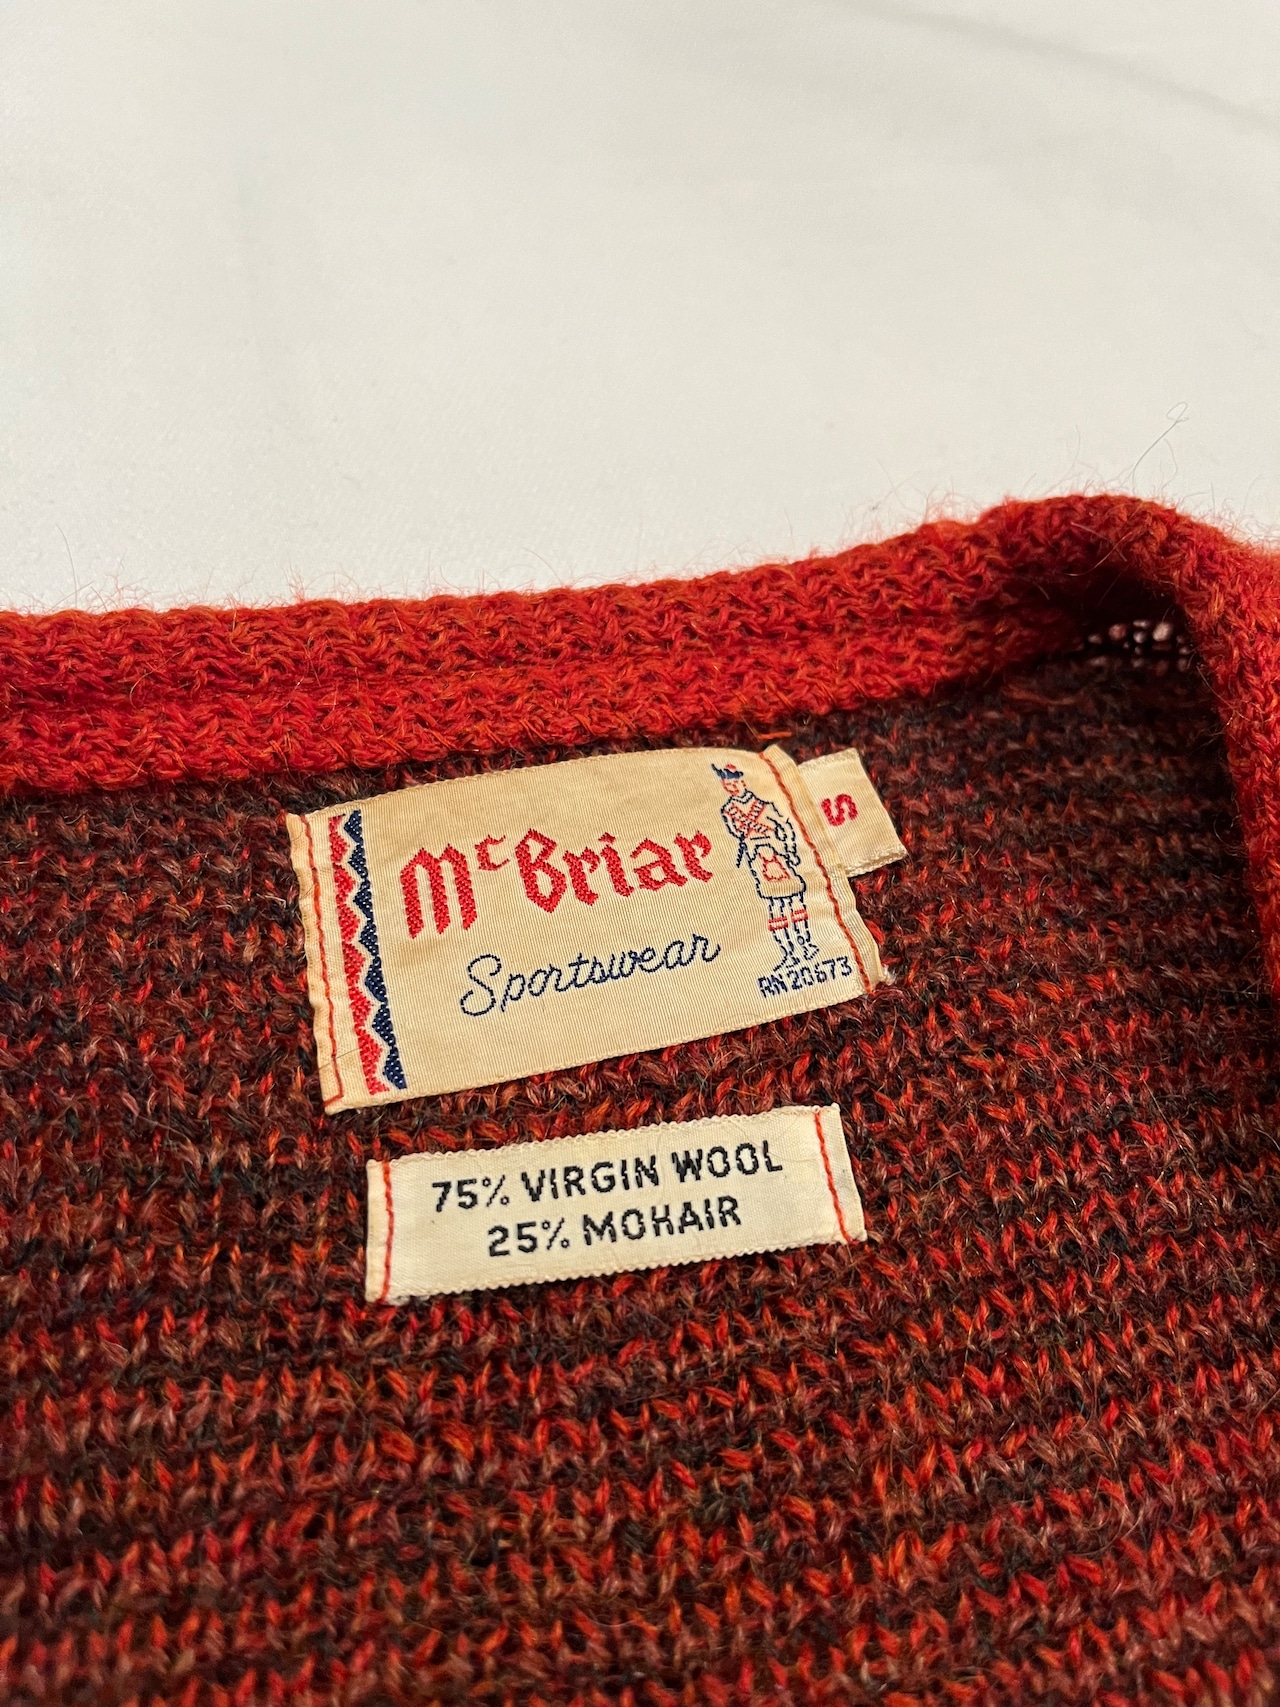 McBriar
Sportswear
RN 20673
S
75% VIRGIN WOOL
25% MOHAIR